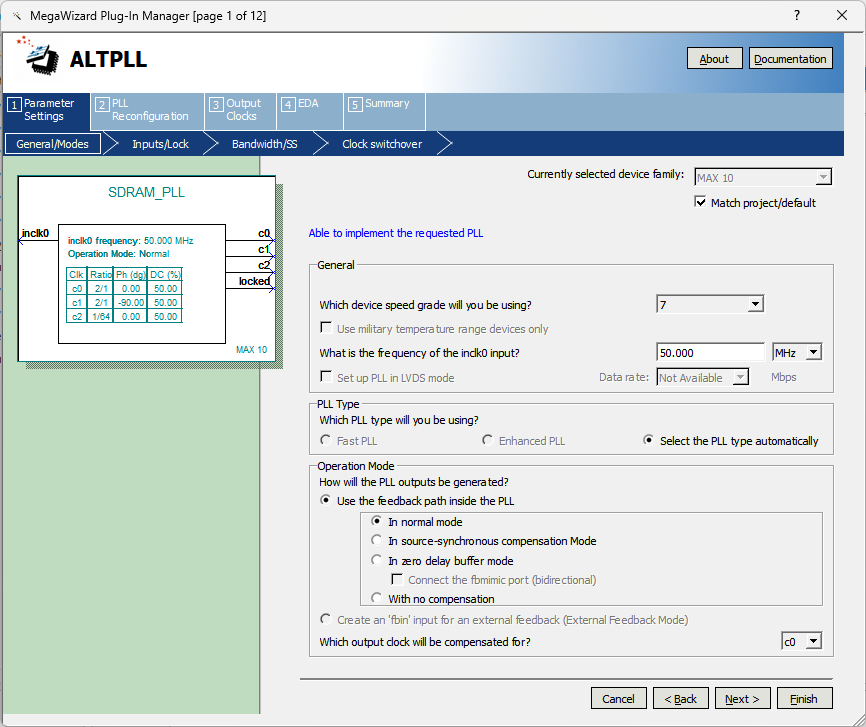 MegaWizard Plug-In Manager [page 1 of 12]
?
ALTPLL
About
Documentation
1 Parameter Settings
2 PLL Reconfiguration
3 Output Clocks
4 EDA
5 Summary
General/Modes
Inputs/Lock
Bandwidth/SS
Clock switchover
SDRAM_PLL
inclk0
inclk0 frequency: 50.000 MHz
Operation Mode: Normal
Clk Ratio Ph (dg) DC (%)
c0 2/1 0.00 50.00
c1 2/1 -90.00 50.00
c2 1/64 0.00 50.00
c0
c1
c2
locked
MAX 10
Currently selected device family: MAX 10
Match project/default
Able to implement the requested PLL
General
Which device speed grade will you be using? 7
Use military temperature range devices only
What is the frequency of the inclk0 input? 50.000 MHz
Set up PLL in LVDS mode Data rate: Not Available Mbps
PLL Type
Which PLL type will you be using?
Fast PLL Enhanced PLL Select the PLL type automatically
Operation Mode
How will the PLL outputs be generated?
Use the feedback path inside the PLL
In normal mode
In source-synchronous compensation Mode
In zero delay buffer mode
Connect the fbmimic port (bidirectional)
With no compensation
Create an 'fbin' input for an external feedback (External Feedback Mode)
Which output clock will be compensated for? c0
Cancel < Back Next > Finish